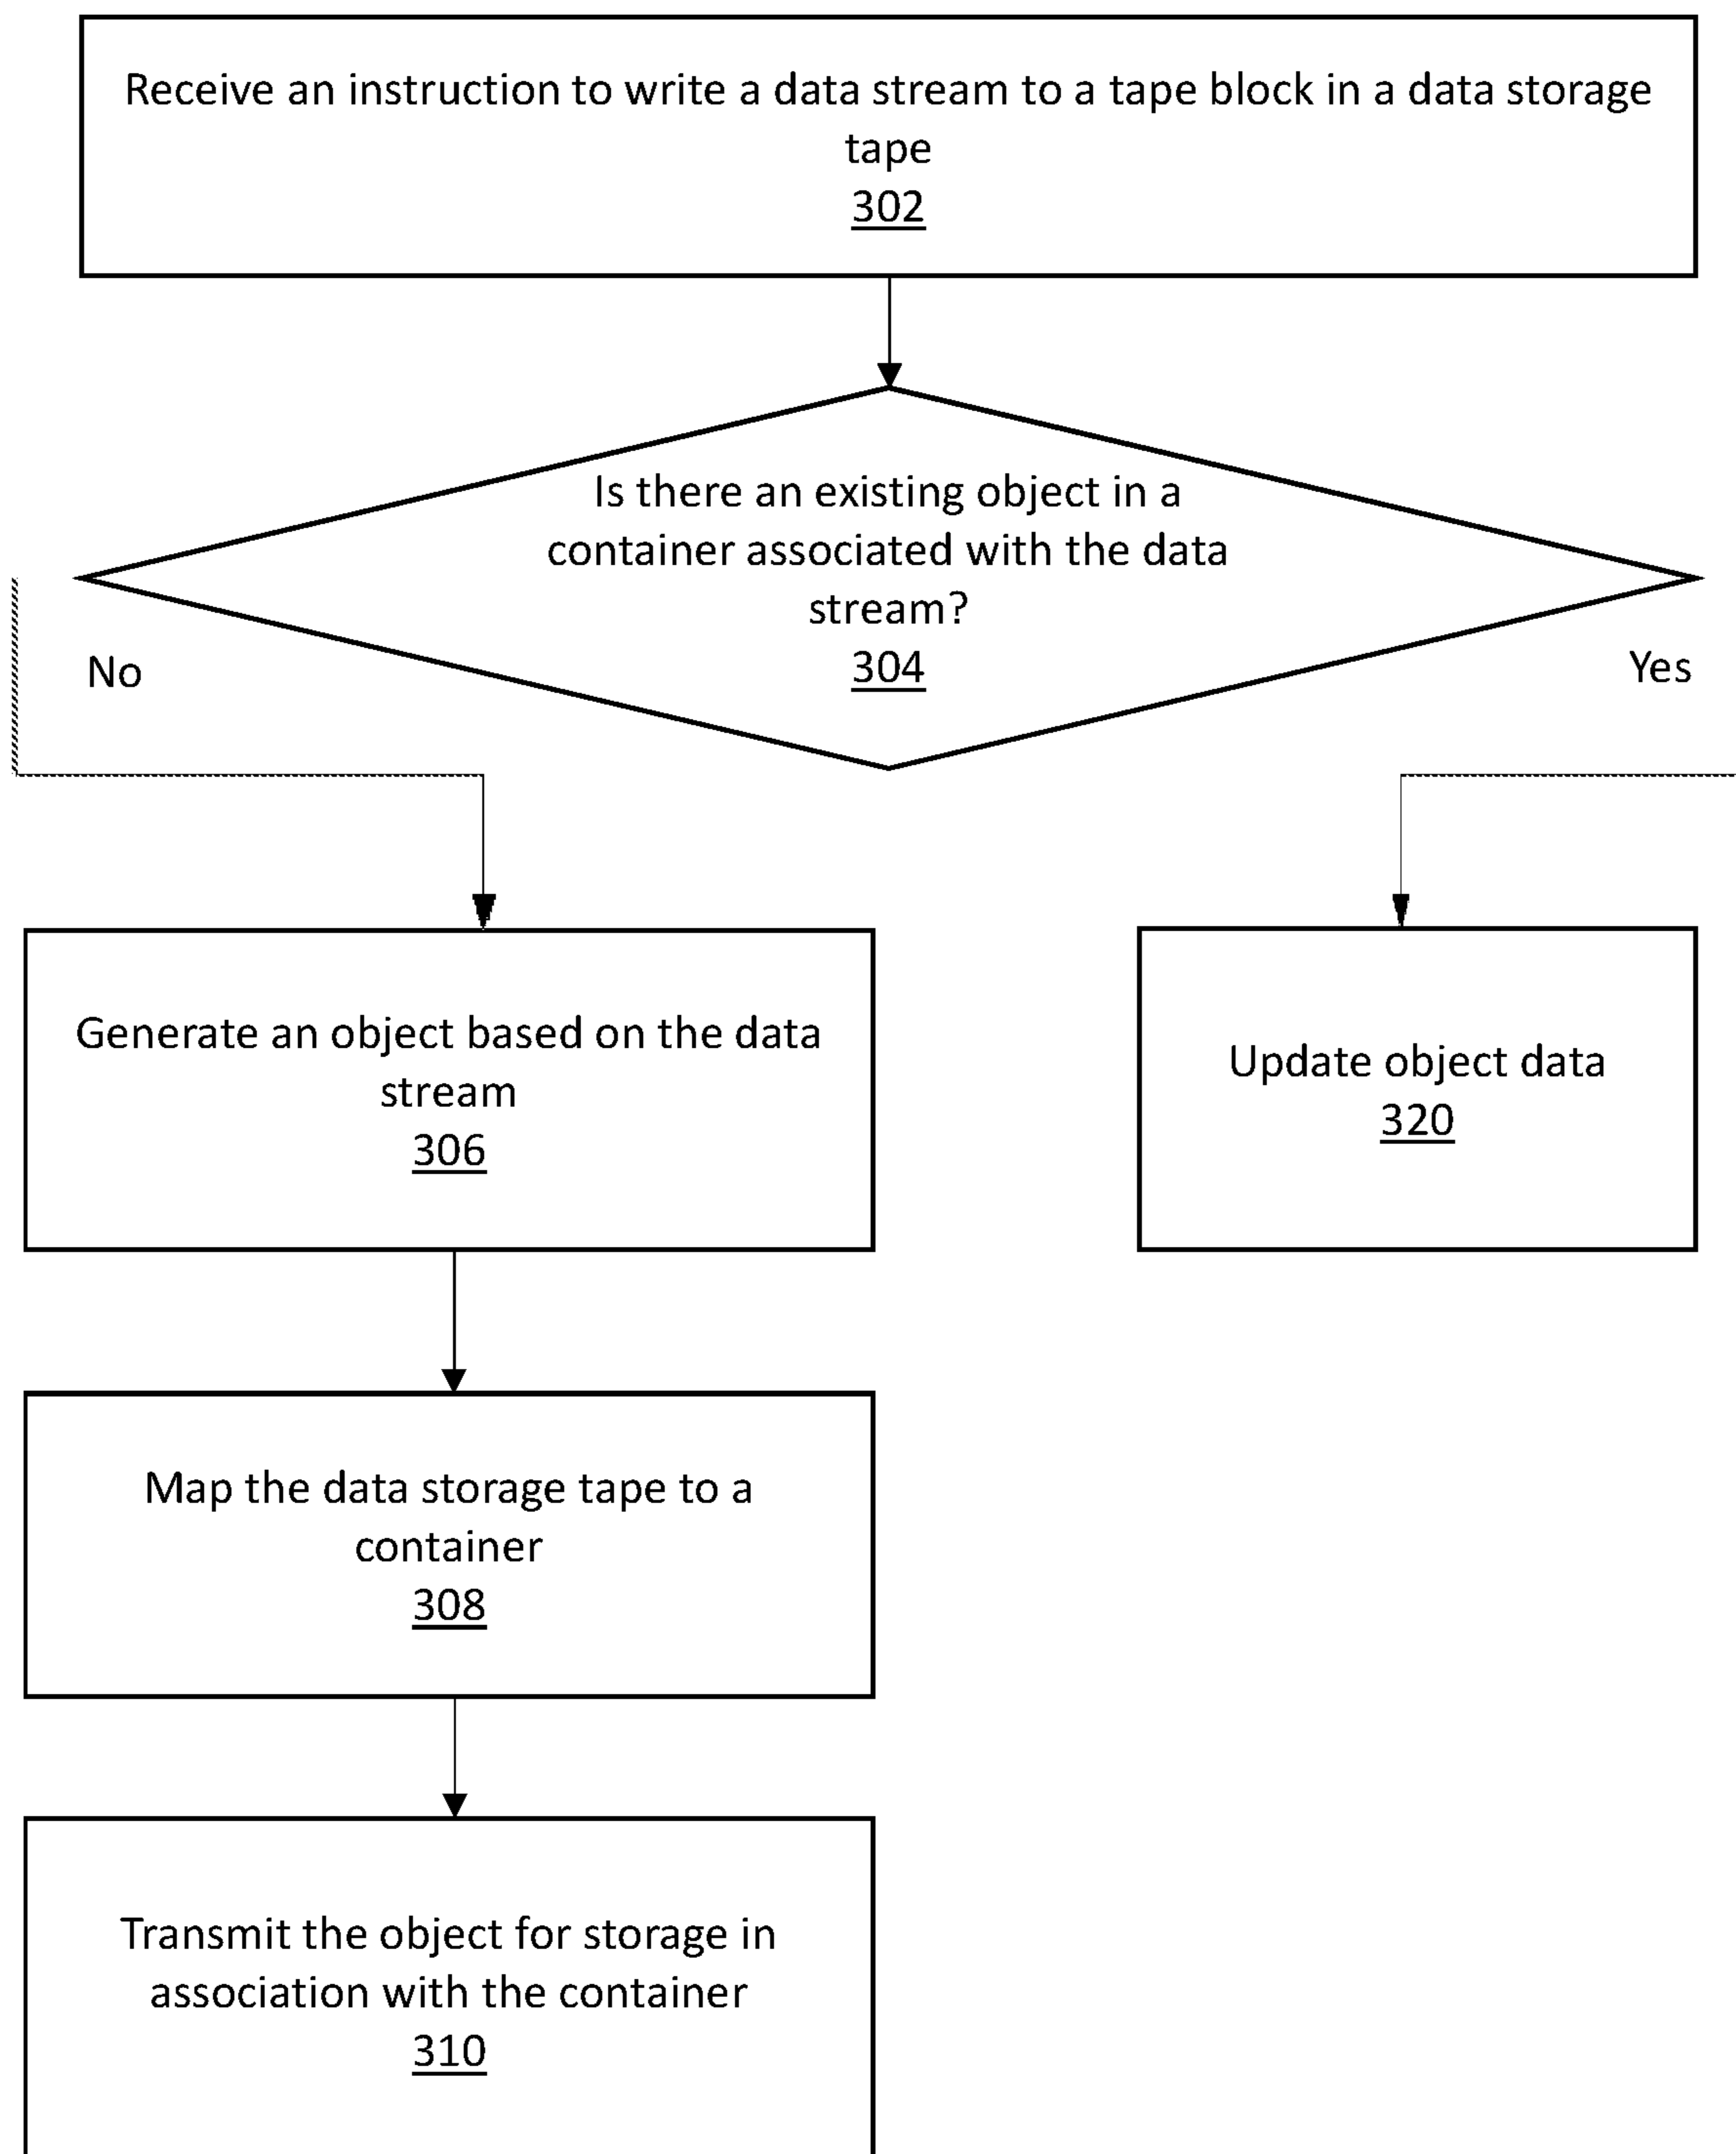 Receive an instruction to write a data stream to a tape block in a data storage
tape
302
Is there an existing object in a
container associated with the data
stream?
304
No
Yes
Generate an object based on the data
stream
306
Update object data
320
Map the data storage tape to a
container
308
Transmit the object for storage in
association with the container
310